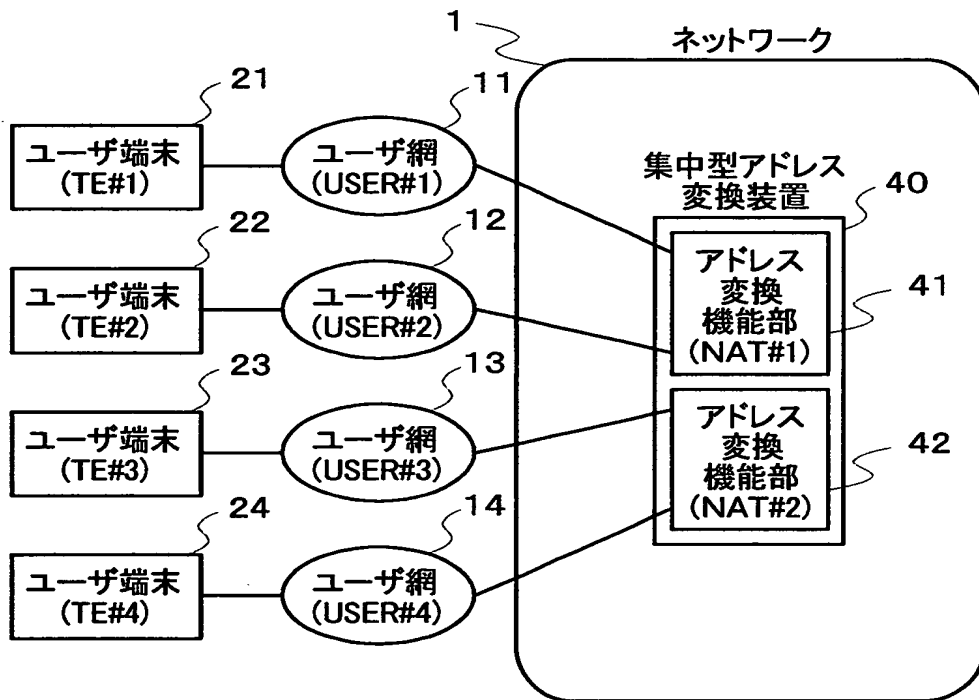 1
ネットワーク
21
ユーザ端末
(TE#1)
11
ユーザ網
(USER#1)
集中型アドレス
変換装置
40
22
ユーザ端末
(TE#2)
12
ユーザ網
(USER#2)
アドレス
変換
機能部
(NAT#1)
41
23
ユーザ端末
(TE#3)
13
ユーザ網
(USER#3)
アドレス
変換
機能部
(NAT#2)
42
24
ユーザ端末
(TE#4)
14
ユーザ網
(USER#4)